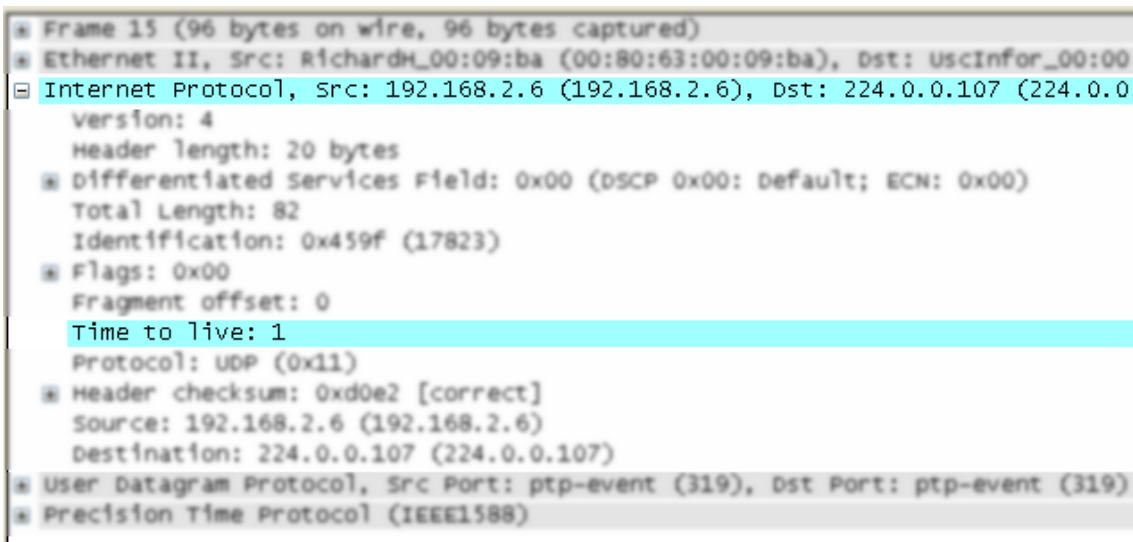 Frame 15 (96 bytes on wire, 96 bytes captured)
Ethernet II, Src: RichardH_00:09:ba (00:80:63:00:09:ba), Dst: UscInfor_00:00
Internet Protocol, Src: 192.168.2.6 (192.168.2.6), Dst: 224.0.0.107 (224.0.0
Version: 4
Header length: 20 bytes
Differentiated Services Field: 0x00 (DSCP 0x00: Default; ECN: 0x00)
Total Length: 82
Identification: 0x459f (17823)
Flags: 0x00
Fragment offset: 0
Time to live: 1
Protocol: UDP (0x11)
Header checksum: 0xd0e2 [correct]
Source: 192.168.2.6 (192.168.2.6)
Destination: 224.0.0.107 (224.0.0.107)
User Datagram Protocol, Src Port: ptp-event (319), Dst Port: ptp-event (319)
Precision Time Protocol (IEEE1588)